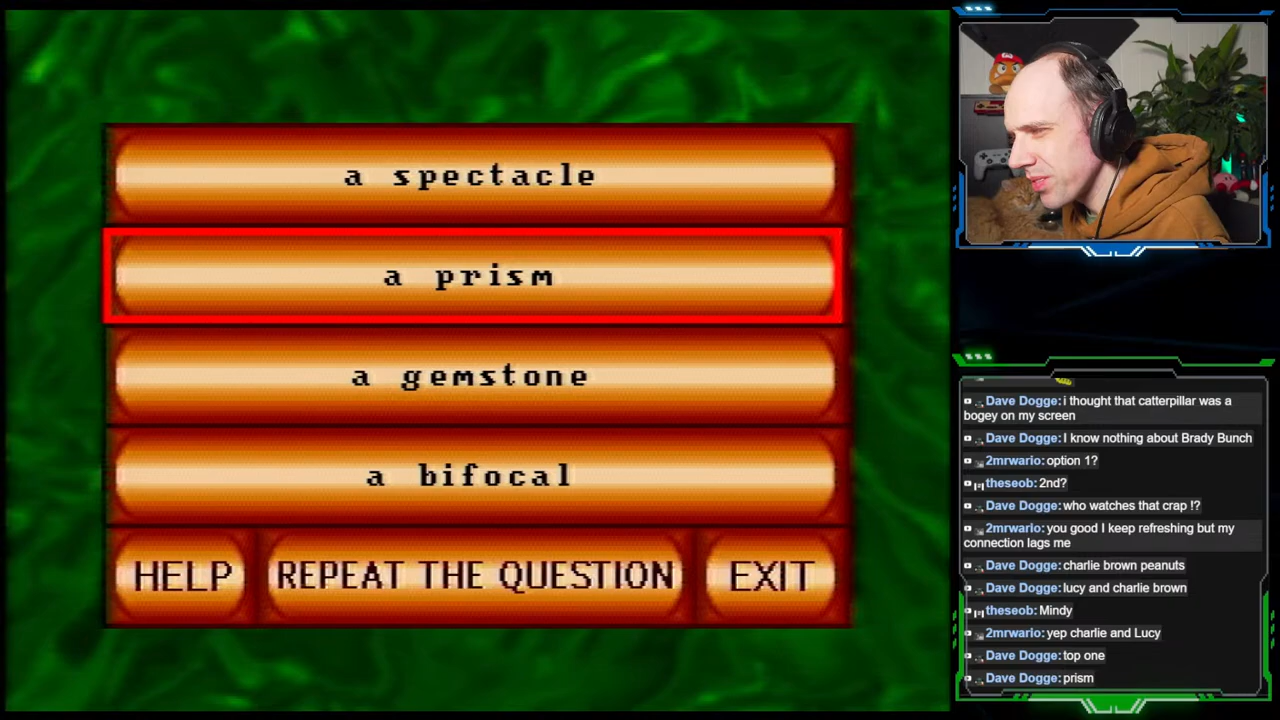 a spectacle
a prism
a gemstone
a bifocal
HELP
REPEAT THE QUESTION
EXIT
Dave Dogge: i thought that catterpillar was a
bogey on my screen
Dave Dogge: I know nothing about Brady Bunch
2mrwario: option 1?
theseob: 2nd?
Dave Dogge: who watches that crap !?
2mrwario: you good I keep refreshing but my
connection lags me
Dave Dogge: charlie brown peanuts
Dave Dogge: lucy and charlie brown
theseob: Mindy
2mrwario: yep charlie and Lucy
Dave Dogge: top one
Dave Dogge: prism